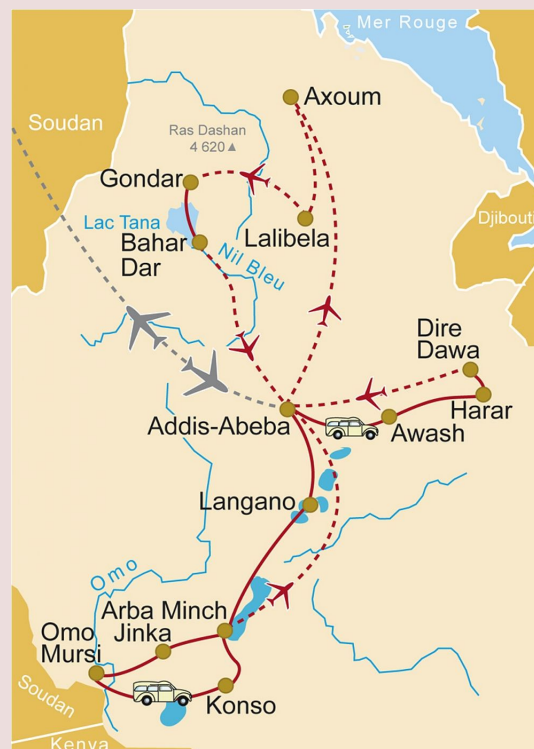 Mer Rouge
Axoum
Soudan
Ras Dashan
4 620
Gondar
Lac Tana
Lalibela
Djibouti
Bahar
Dar
Nil Bleu
Dire
Dawa
Harar
Addis-Abeba
Awash
Langano
Omo
Arba Minch
Jinka
Omo
Mursi
Konso
Soudan
Kenya